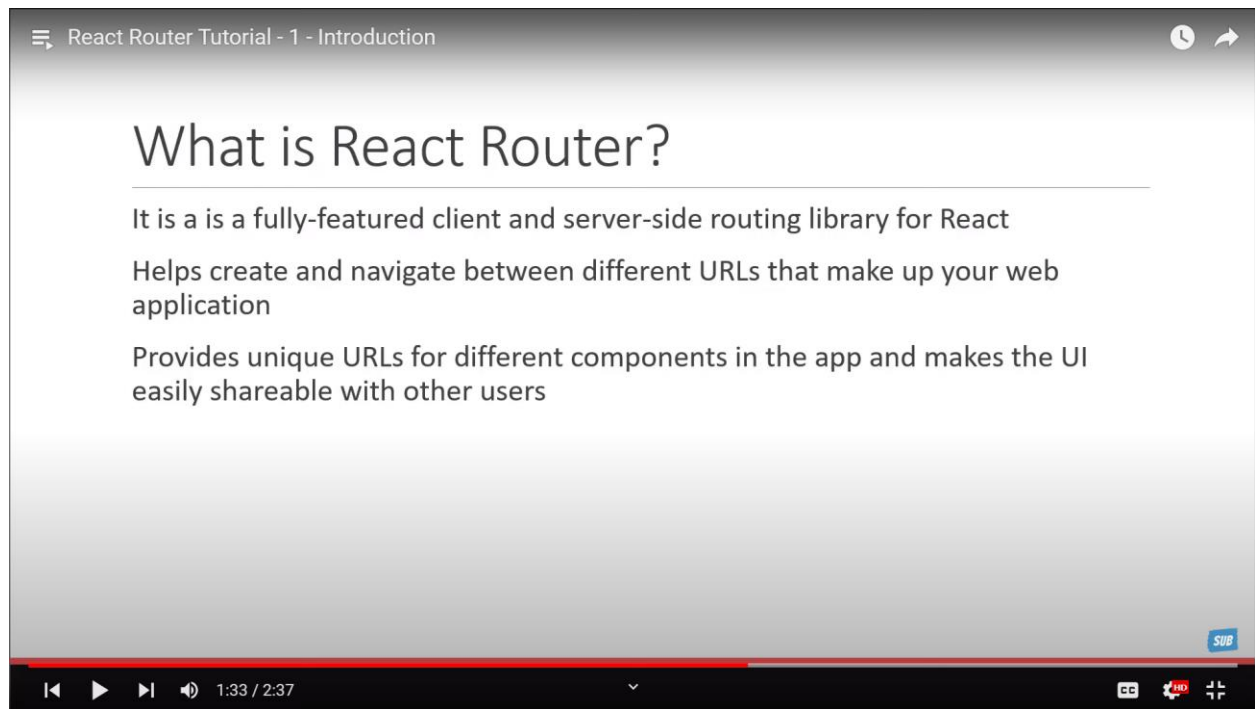 React Router Tutorial - 1 - Introduction
What is React Router?
It is a is a fully-featured client and server-side routing library for React
Helps create and navigate between different URLs that make up your web
application
Provides unique URLs for different components in the app and makes the UI
easily shareable with other users
SUB
1:33 / 2:37
CC
HD